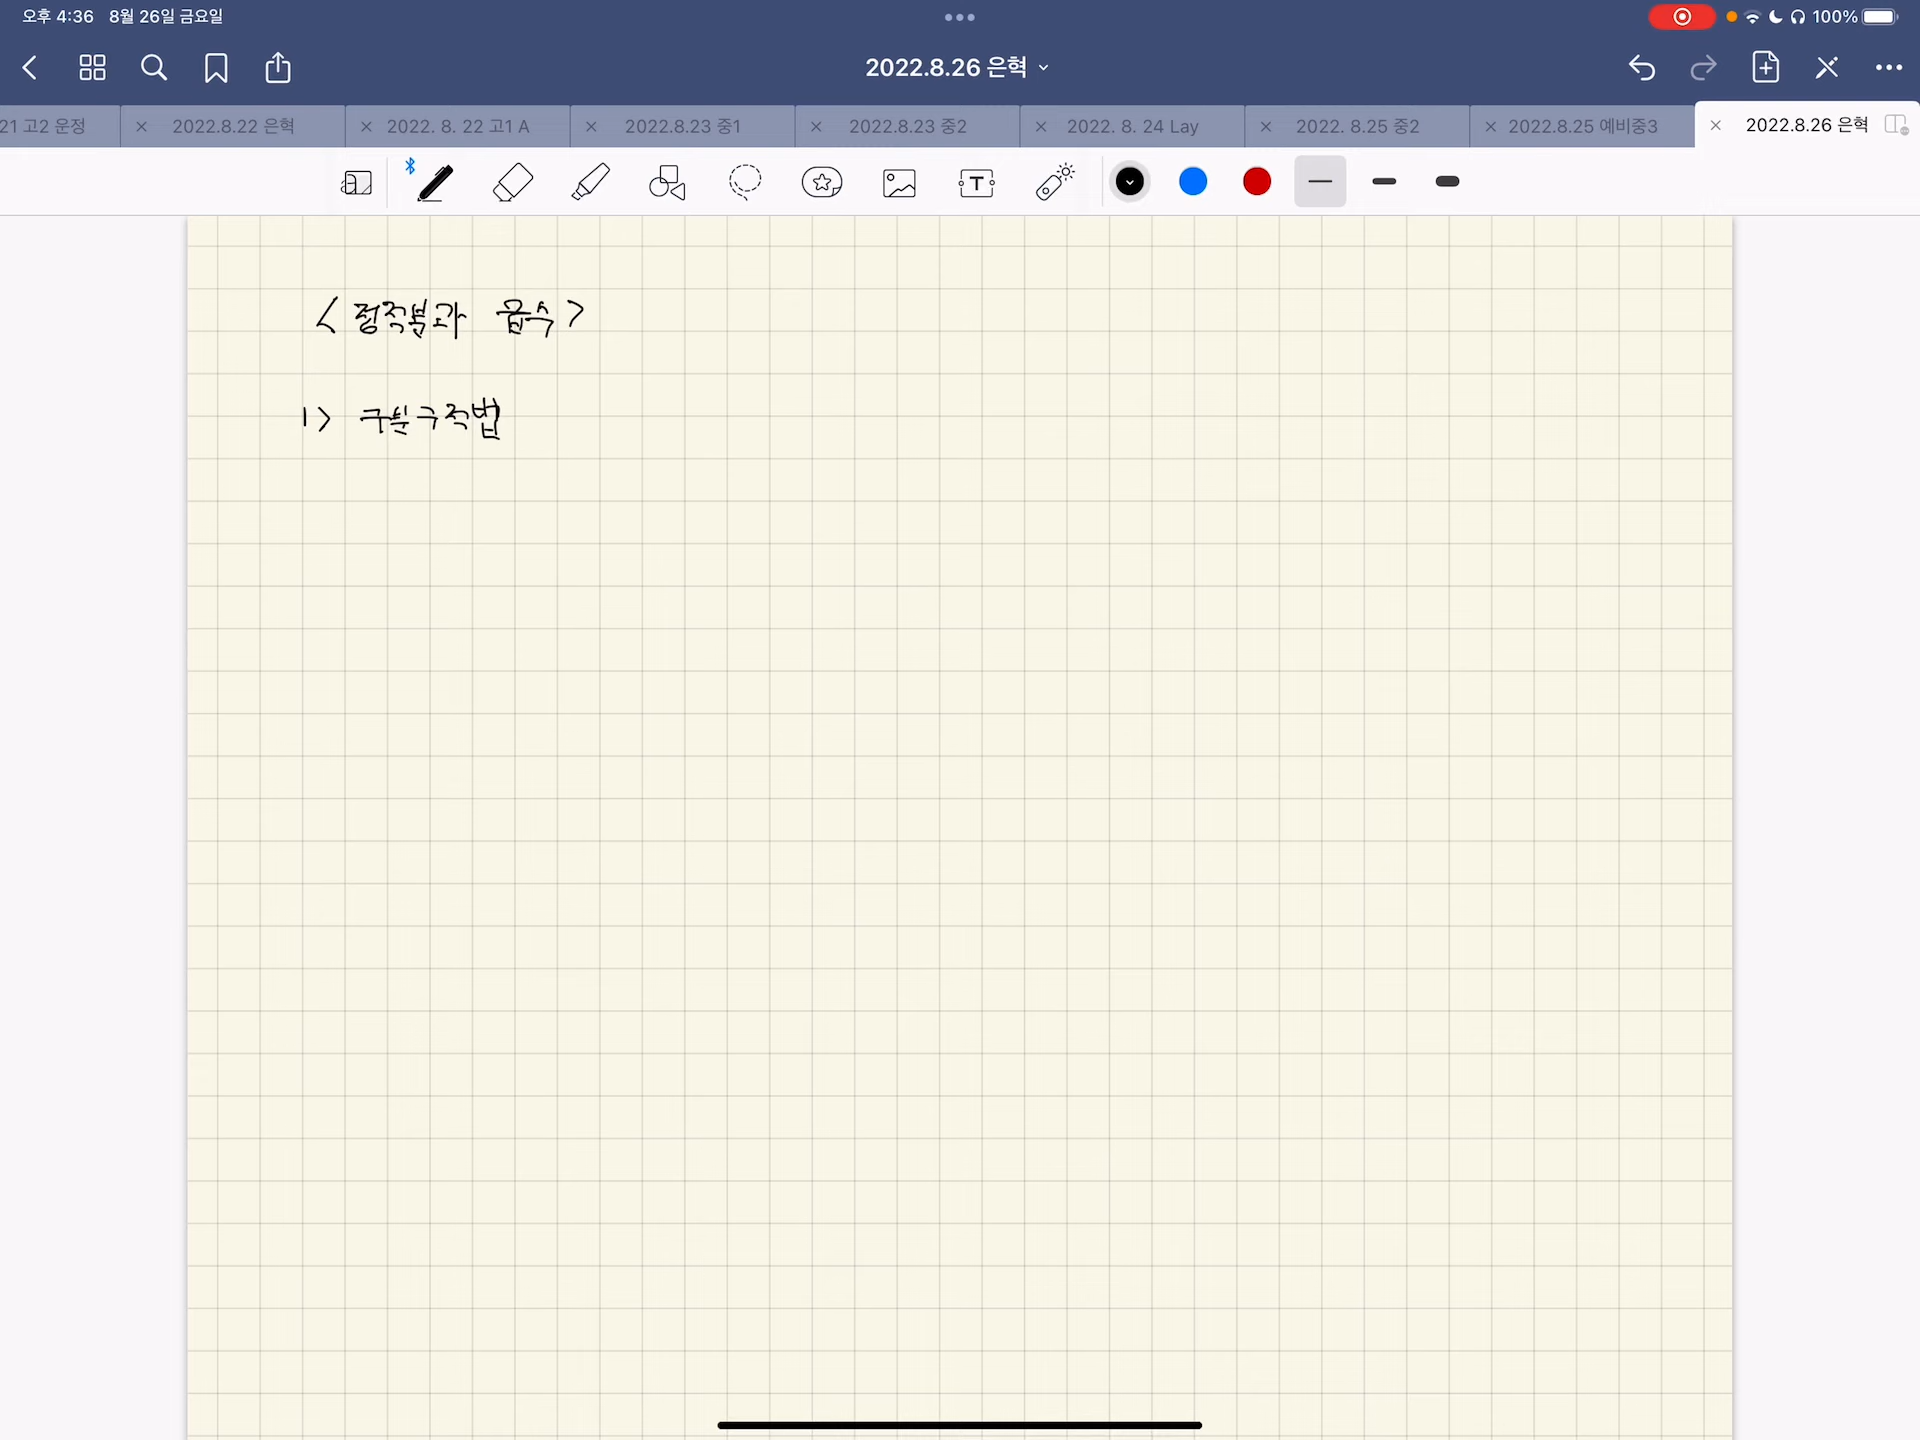 오후 4:36 8월 26일 금요일
100%
2022.8.26 은혁
21 고2 운정
2022.8.22 은혁
2022. 8. 22 고1 A
2022.8.23 중1
2022.8.23 중2
2022. 8. 24 Lay
2022. 8.25 중2
2022.8.25 예비중3
2022.8.26 은혁
T
<정적분과 급수>
1> 구분구적법